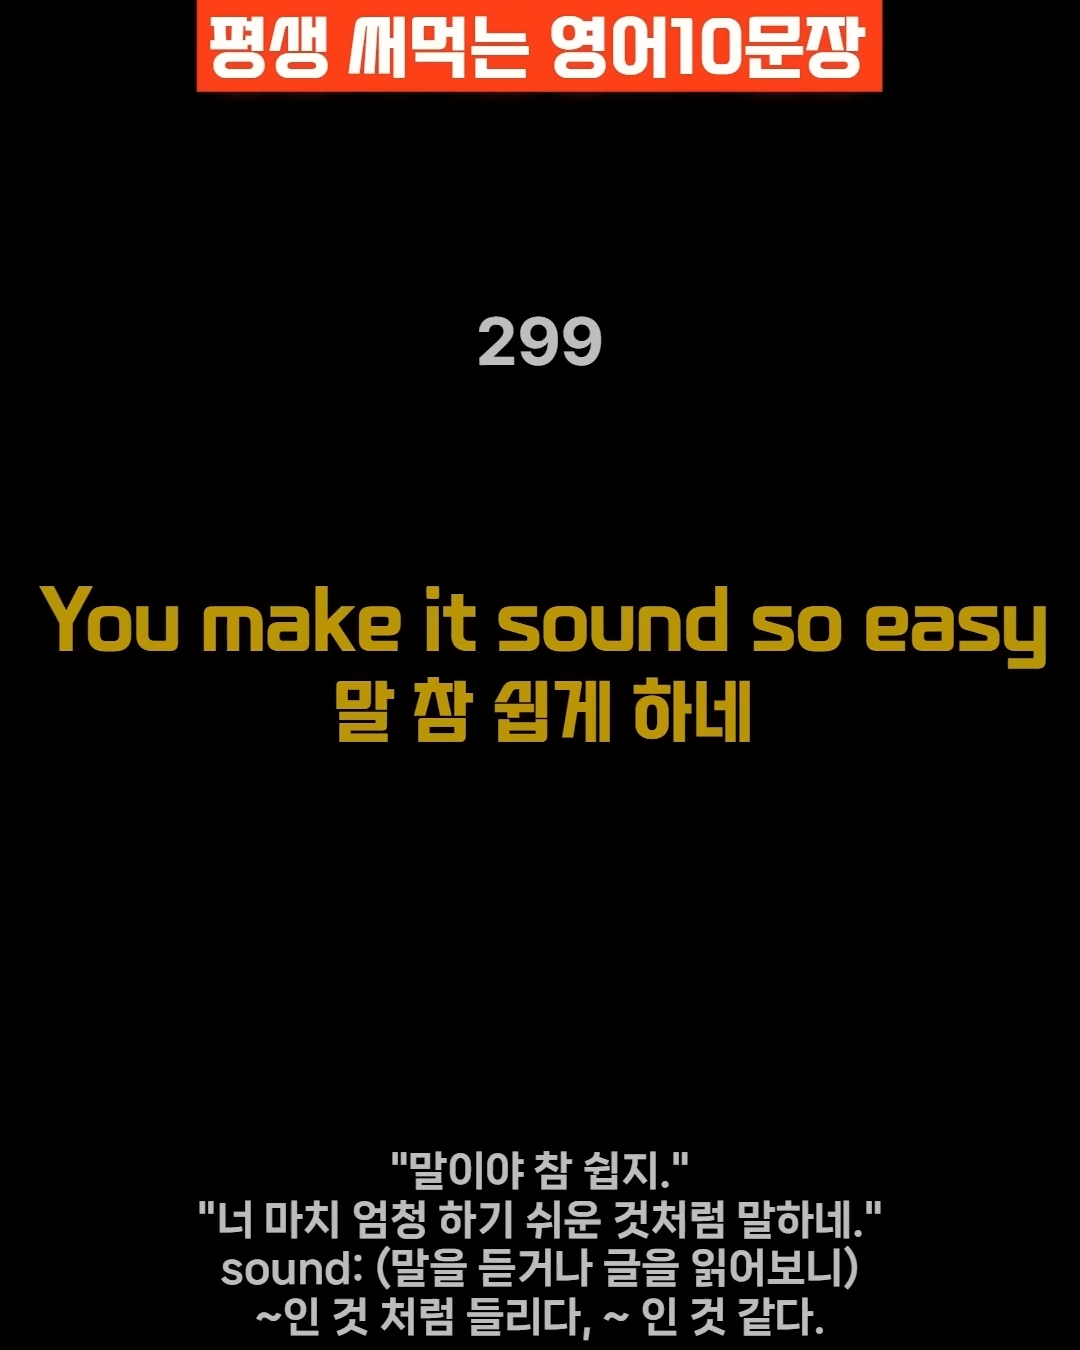 평생 써먹는 영어10문장
299
You make it sound so easy
말 참 쉽게 하네
"말이야 참 쉽지."
"너 마치 엄청 하기 쉬운 것처럼 말하네."
sound: (말을 듣거나 글을 읽어보니)
~인 것 처럼 들리다, ~ 인 것 같다.